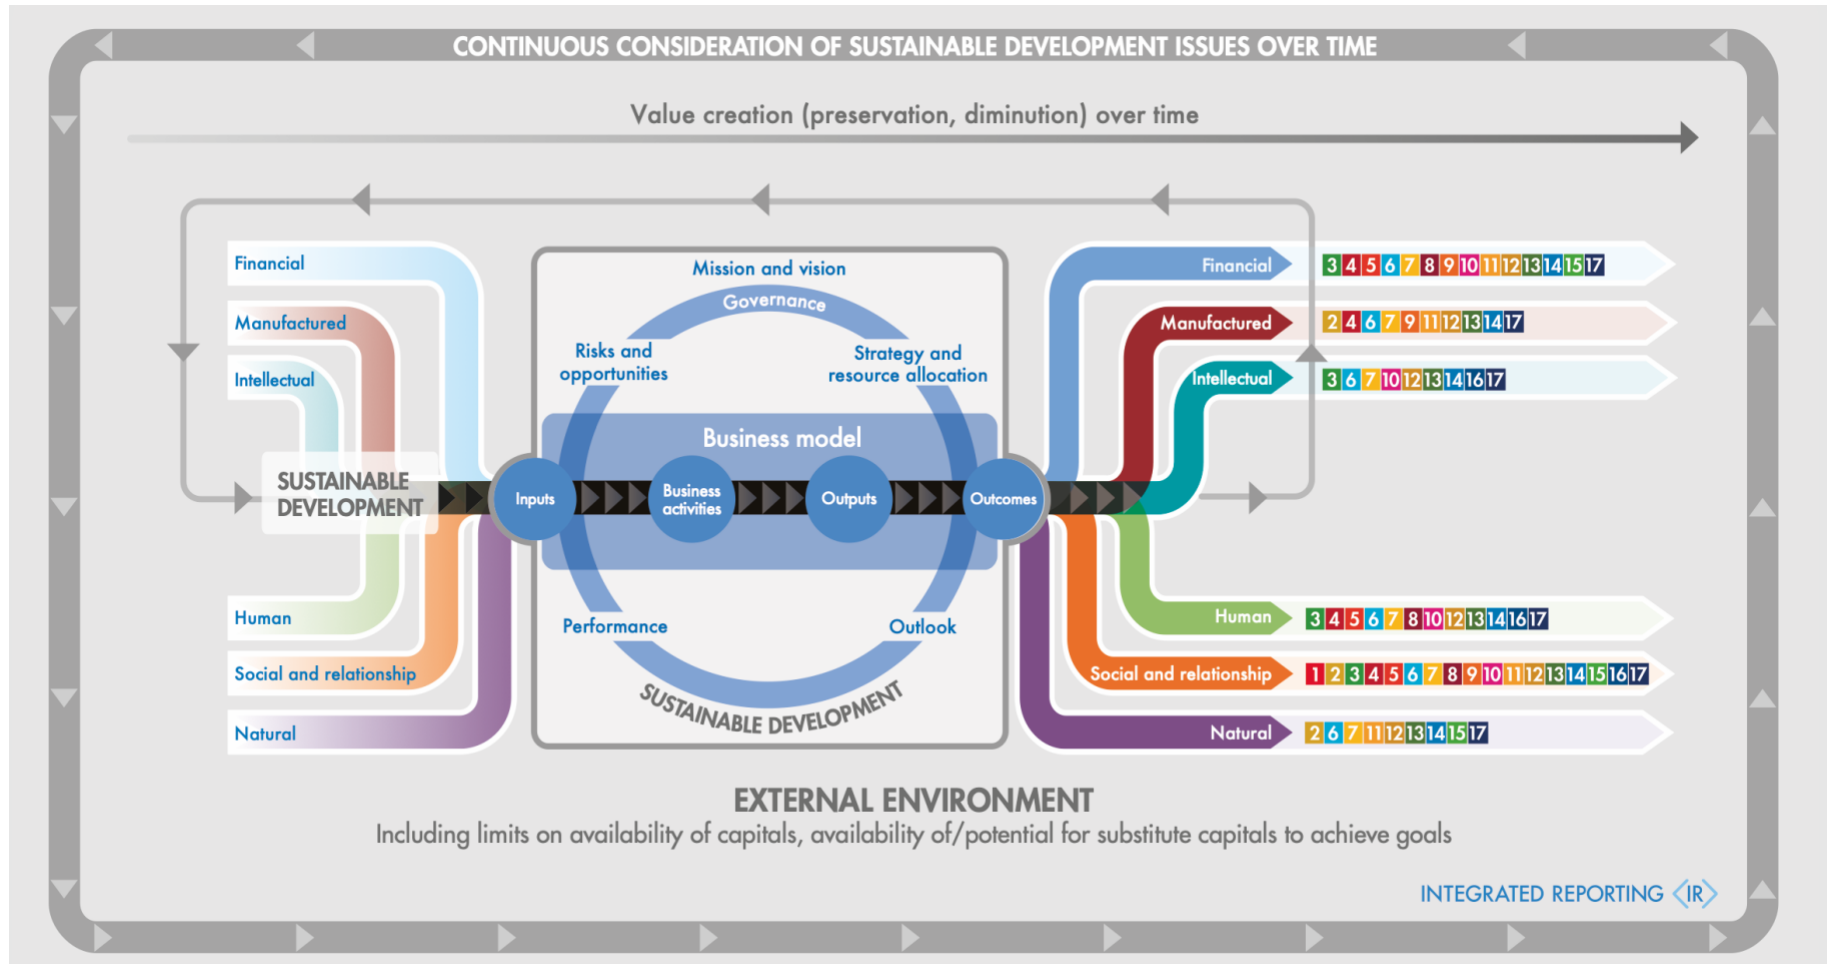 CONTINUOUS CONSIDERATION OF SUSTAINABLE DEVELOPMENT ISSUES OVER TIME
Value creation (preservation, diminution) over time
Financial
Manufactured
Intellectual
SUSTAINABLE
DEVELOPMENT
Human
Social and relationship
Natural
Mission and vision
Governance
Risks and
opportunities
Strategy and
resource allocation
Business model
Inputs
Business
activities
Outputs
Outcomes
Performance
Outlook
SUSTAINABLE DEVELOPMENT
Financial 3 4 5 6 7 8 9 10 11 12 13 14 15 17
Manufactured 2 4 6 7 9 11 12 13 14 17
Intellectual 3 6 7 10 12 13 14 16 17
Human 3 4 5 6 7 8 10 12 13 14 16 17
Social and relationship 1 2 3 4 5 6 7 8 9 10 11 12 13 14 15 16 17
Natural 2 6 7 11 12 13 14 15 17
EXTERNAL ENVIRONMENT
Including limits on availability of capitals, availability of/potential for substitute capitals to achieve goals
INTEGRATED REPORTING <IR>